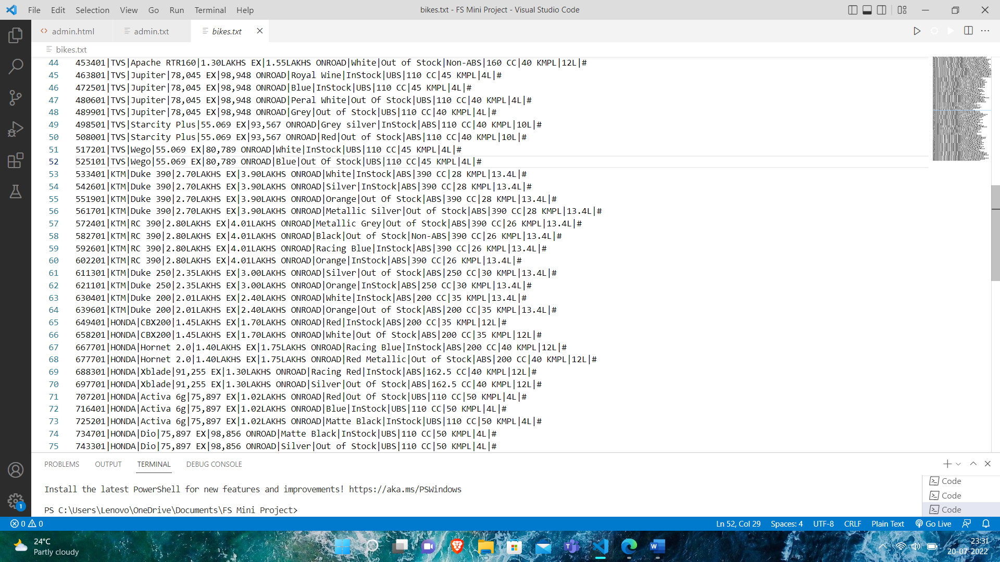 File Edit Selection View Go Run Terminal Help
bikes.txt - FS Mini Project - Visual Studio Code
admin.html
admin.txt
bikes.txt
bikes.txt
44 453401|TVS|Apache RTR160|1.30LAKHS EX|1.55LAKHS ONROAD|White|Out of Stock|Non-ABS|160 CC|40 KMPL|12L|#
45 463801|TVS|Jupiter|78,045 EX|98,948 ONROAD|Royal Wine|InStock|UBS|110 CC|45 KMPL|4L|#
46 472501|TVS|Jupiter|78,045 EX|98,948 ONROAD|Blue|InStock|UBS|110 CC|45 KMPL|4L|#
47 480601|TVS|Jupiter|78,045 EX|98,948 ONROAD|Peral White|Out Of Stock|UBS|110 CC|40 KMPL|4L|#
48 489901|TVS|Jupiter|78,045 EX|98,948 ONROAD|Grey|Out of Stock|UBS|110 CC|40 KMPL|4L|#
49 498501|TVS|Starcity Plus|55.069 EX|93,567 ONROAD|Grey silver|InStock|ABS|110 CC|40 KMPL|10L|#
50 508001|TVS|Starcity Plus|55.069 EX|93,567 ONROAD|Red|Out of Stock|ABS|110 CC|40 KMPL|10L|#
51 517201|TVS|Wego|55.069 EX|80,789 ONROAD|White|InStock|UBS|110 CC|45 KMPL|4L|#
52 525101|TVS|Wego|55.069 EX|80,789 ONROAD|Blue|Out Of Stock|UBS|110 CC|45 KMPL|4L|#
53 533401|KTM|Duke 390|2.70LAKHS EX|3.90LAKHS ONROAD|White|InStock|ABS|390 CC|28 KMPL|13.4L|#
54 542601|KTM|Duke 390|2.70LAKHS EX|3.90LAKHS ONROAD|Silver|InStock|ABS|390 CC|28 KMPL|13.4L|#
55 551901|KTM|Duke 390|2.70LAKHS EX|3.90LAKHS ONROAD|Orange|Out Of Stock|ABS|390 CC|28 KMPL|13.4L|#
56 561701|KTM|Duke 390|2.70LAKHS EX|3.90LAKHS ONROAD|Metallic Silver|Out of Stock|ABS|390 CC|28 KMPL|13.4L|#
57 572401|KTM|RC 390|2.80LAKHS EX|4.01LAKHS ONROAD|Metallic Grey|Out of Stock|ABS|390 CC|26 KMPL|13.4L|#
58 582701|KTM|RC 390|2.80LAKHS EX|4.01LAKHS ONROAD|Black|Out of Stock|Non-ABS|390 CC|26 KMPL|13.4L|#
59 592601|KTM|RC 390|2.80LAKHS EX|4.01LAKHS ONROAD|Racing Blue|InStock|ABS|390 CC|26 KMPL|13.4L|#
60 602201|KTM|RC 390|2.80LAKHS EX|4.01LAKHS ONROAD|Orange|InStock|ABS|390 CC|26 KMPL|13.4L|#
61 611301|KTM|Duke 250|2.35LAKHS EX|3.00LAKHS ONROAD|Silver|Out of Stock|ABS|250 CC|30 KMPL|13.4L|#
62 621101|KTM|Duke 250|2.35LAKHS EX|3.00LAKHS ONROAD|Orange|InStock|ABS|250 CC|30 KMPL|13.4L|#
63 630401|KTM|Duke 200|2.01LAKHS EX|2.40LAKHS ONROAD|White|InStock|ABS|200 CC|35 KMPL|13.4L|#
64 639601|KTM|Duke 200|2.01LAKHS EX|2.40LAKHS ONROAD|Orange|Out of Stock|ABS|200 CC|35 KMPL|13.4L|#
65 649401|HONDA|CBX200|1.45LAKHS EX|1.70LAKHS ONROAD|Red|InStock|ABS|200 CC|35 KMPL|12L|#
66 658201|HONDA|CBX200|1.45LAKHS EX|1.70LAKHS ONROAD|White|Out Of Stock|ABS|200 CC|35 KMPL|12L|#
67 667701|HONDA|Hornet 2.0|1.40LAKHS EX|1.75LAKHS ONROAD|Racing Blue|InStock|ABS|200 CC|40 KMPL|12L|#
68 677701|HONDA|Hornet 2.0|1.40LAKHS EX|1.75LAKHS ONROAD|Red Metallic|Out of Stock|ABS|200 CC|40 KMPL|12L|#
69 688301|HONDA|Xblade|91,255 EX|1.30LAKHS ONROAD|Racing Red|InStock|ABS|162.5 CC|40 KMPL|12L|#
70 697701|HONDA|Xblade|91,255 EX|1.30LAKHS ONROAD|Silver|Out Of Stock|ABS|162.5 CC|40 KMPL|12L|#
71 707201|HONDA|Activa 6g|75,897 EX|1.02LAKHS ONROAD|Red|Out Of Stock|UBS|110 CC|50 KMPL|4L|#
72 716401|HONDA|Activa 6g|75,897 EX|1.02LAKHS ONROAD|Blue|InStock|UBS|110 CC|50 KMPL|4L|#
73 725201|HONDA|Activa 6g|75,897 EX|1.02LAKHS ONROAD|Matte Black|InStock|UBS|110 CC|50 KMPL|4L|#
74 734701|HONDA|Dio|75,897 EX|98,856 ONROAD|Matte Black|InStock|UBS|110 CC|50 KMPL|4L|#
75 743301|HONDA|Dio|75,897 EX|98,856 ONROAD|Silver|Out of Stock|UBS|110 CC|50 KMPL|4L|#
PROBLEMS OUTPUT TERMINAL DEBUG CONSOLE
Install the latest PowerShell for new features and improvements! https://aka.ms/PSWindows
PS C:\Users\Lenovo\OneDrive\Documents\FS Mini Project>
Code
Code
Code
1
0 0
Ln 52, Col 29 Spaces: 4 UTF-8 CRLF Plain Text Go Live
24°C
Partly cloudy
23:31
20-07-2022